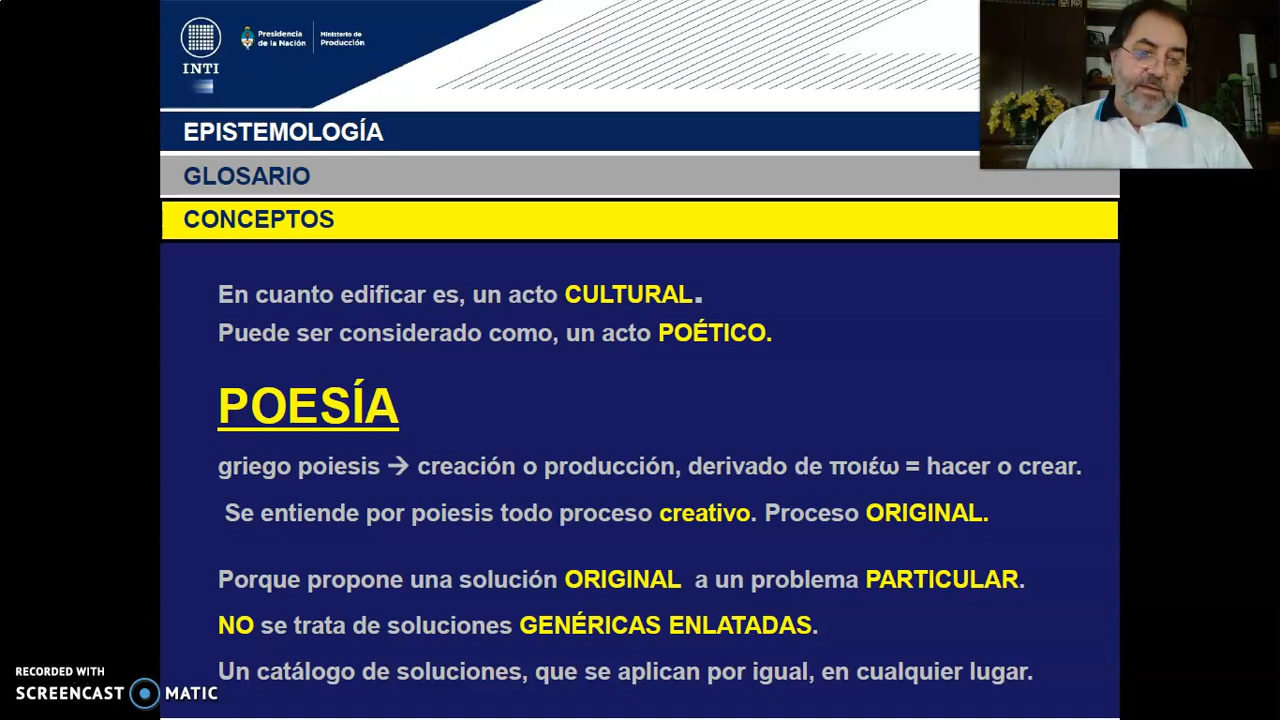 INTI
Presidencia
de la Nación
Ministerio de
Producción
EPISTEMOLOGÍA
GLOSARIO
CONCEPTOS
En cuanto edificar es, un acto CULTURAL.
Puede ser considerado como, un acto POÉTICO.
POESÍA
griego poiesis → creación o producción, derivado de ποιέω = hacer o crear.
Se entiende por poiesis todo proceso creativo. Proceso ORIGINAL.
Porque propone una solución ORIGINAL a un problema PARTICULAR.
NO se trata de soluciones GENÉRICAS ENLATADAS.
Un catálogo de soluciones, que se aplican por igual, en cualquier lugar.
RECORDED WITH
SCREENCAST MATIC